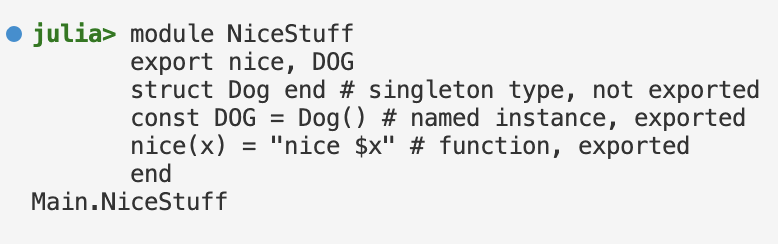 julia> module NiceStuff
       export nice, DOG
       struct Dog end # singleton type, not exported
       const DOG = Dog() # named instance, exported
       nice(x) = "nice $x" # function, exported
       end
Main.NiceStuff